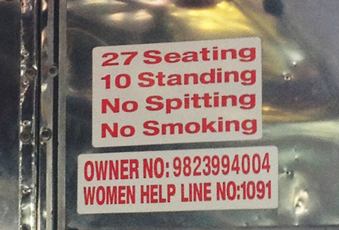 27 Seating
10 Standing
No Spitting
No Smoking
OWNER NO: 9823994004
WOMEN HELP LINE NO:1091